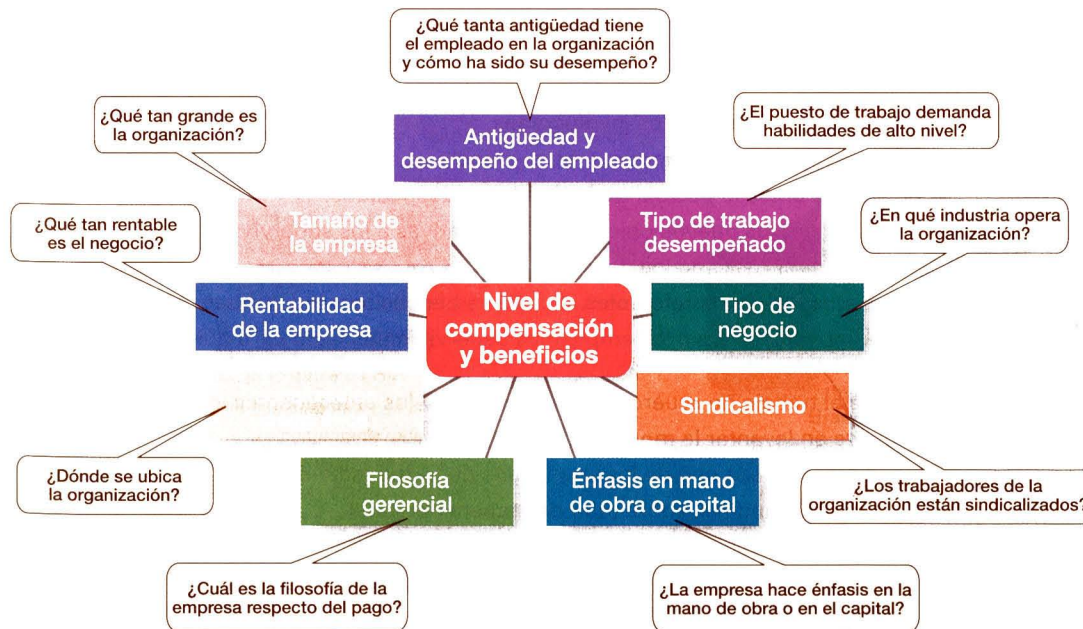 ¿Qué tanta antigüedad tiene
el empleado en la organización
y cómo ha sido su desempeño?
¿Qué tan grande es
la organización?
Antigüedad y
desempeño del empleado
¿El puesto de trabajo demanda
habilidades de alto nivel?
Tamaño de
la empresa
Tipo de trabajo
desempeñado
¿Qué tan rentable
es el negocio?
¿En qué industria opera
la organización?
Rentabilidad
de la empresa
Nivel de
compensación
y beneficios
Tipo de
negocio
Sindicalismo
¿Dónde se ubica
la organización?
Filosofía
gerencial
Énfasis en mano
de obra o capital
¿Los trabajadores de la
organización están sindicalizados?
¿Cuál es la filosofía de la
empresa respecto del pago?
¿La empresa hace énfasis en la
mano de obra o en el capital?